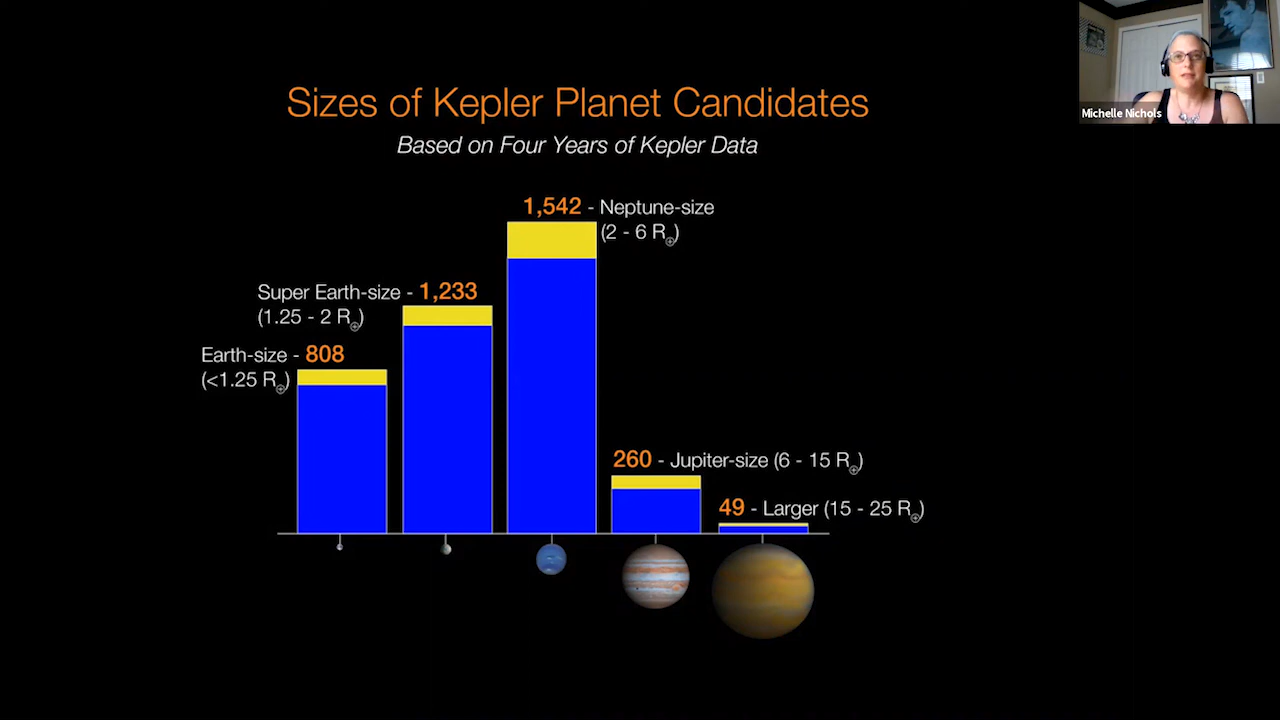 Michelle Nichols
Sizes of Kepler Planet Candidates
Based on Four Years of Kepler Data
1,542 - Neptune-size
(2 - 6 R⊕)
Super Earth-size - 1,233
(1.25 - 2 R⊕)
Earth-size - 808
(<1.25 R⊕)
260 - Jupiter-size (6 - 15 R⊕)
49 - Larger (15 - 25 R⊕)